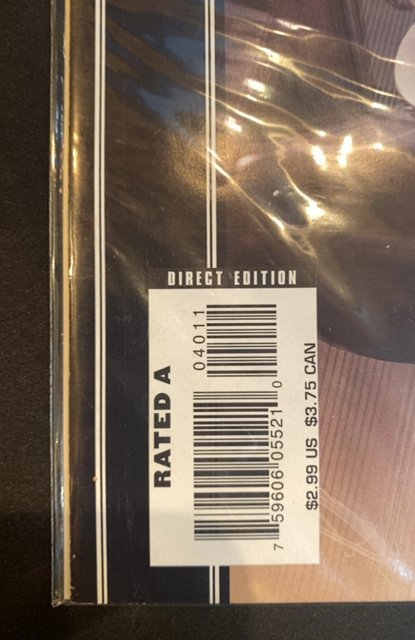 DIRECT EDITION
RATED A
04011
7 59606 05521 0
$2.99 US $3.75 CAN